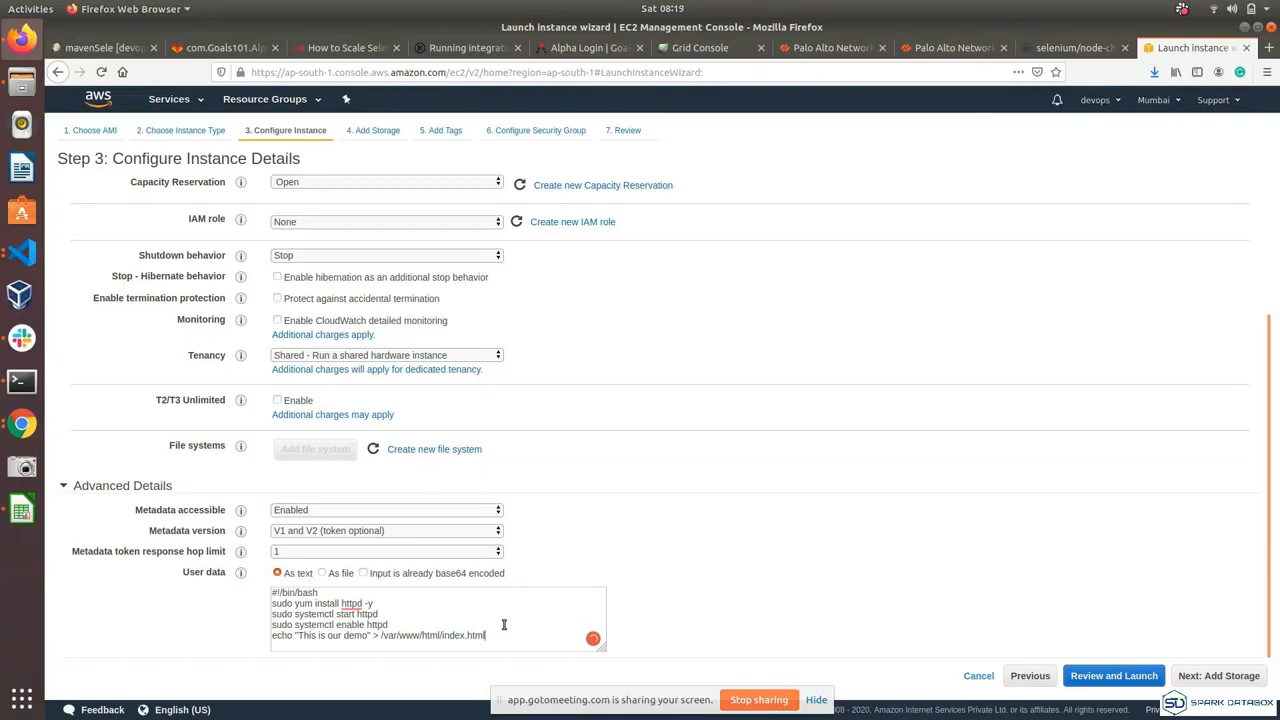 Activities
Firefox Web Browser
Sat 08:19
Launch instance wizard | EC2 Management Console - Mozilla Firefox
mavenSele [devop
com.Goals101.Al
How to Scale Sele
Running integrati
Alpha Login | Goal
Grid Console
Palo Alto Network
Palo Alto Network
selenium/node-ch
Launch instance w
https://ap-south-1.console.aws.amazon.com/ec2/v2/home?region=ap-south-1#LaunchInstanceWizard:
aws
Services
Resource Groups
devops
Mumbai
Support
1. Choose AMI
2. Choose Instance Type
3. Configure Instance
4. Add Storage
5. Add Tags
6. Configure Security Group
7. Review
Step 3: Configure Instance Details
Capacity Reservation
Open
Create new Capacity Reservation
IAM role
None
Create new IAM role
Shutdown behavior
Stop
Stop - Hibernate behavior
Enable hibernation as an additional stop behavior
Enable termination protection
Protect against accidental termination
Monitoring
Enable CloudWatch detailed monitoring
Additional charges apply.
Tenancy
Shared - Run a shared hardware instance
Additional charges will apply for dedicated tenancy.
T2/T3 Unlimited
Enable
Additional charges may apply
File systems
Add file system
Create new file system
Advanced Details
Metadata accessible
Enabled
Metadata version
V1 and V2 (token optional)
Metadata token response hop limit
1
User data
As text
As file
Input is already base64 encoded
#!/bin/bash
sudo yum install httpd -y
sudo systemctl start httpd
sudo systemctl enable httpd
echo "This is our demo" > /var/www/html/index.html
Cancel
Previous
Review and Launch
Next: Add Storage
app.gotomeeting.com is sharing your screen.
Stop sharing
Hide
Feedback
English (US)
08 - 2020, Amazon Internet Services Private Ltd. or its affiliates. All rights reserved.
SPARK DATABOX